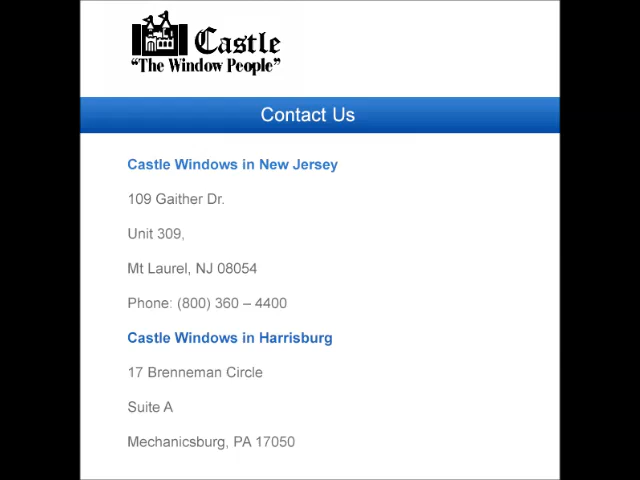 Castle
“The Window People”
Contact Us
Castle Windows in New Jersey
109 Gaither Dr.
Unit 309,
Mt Laurel, NJ 08054
Phone: (800) 360 – 4400
Castle Windows in Harrisburg
17 Brenneman Circle
Suite A
Mechanicsburg, PA 17050